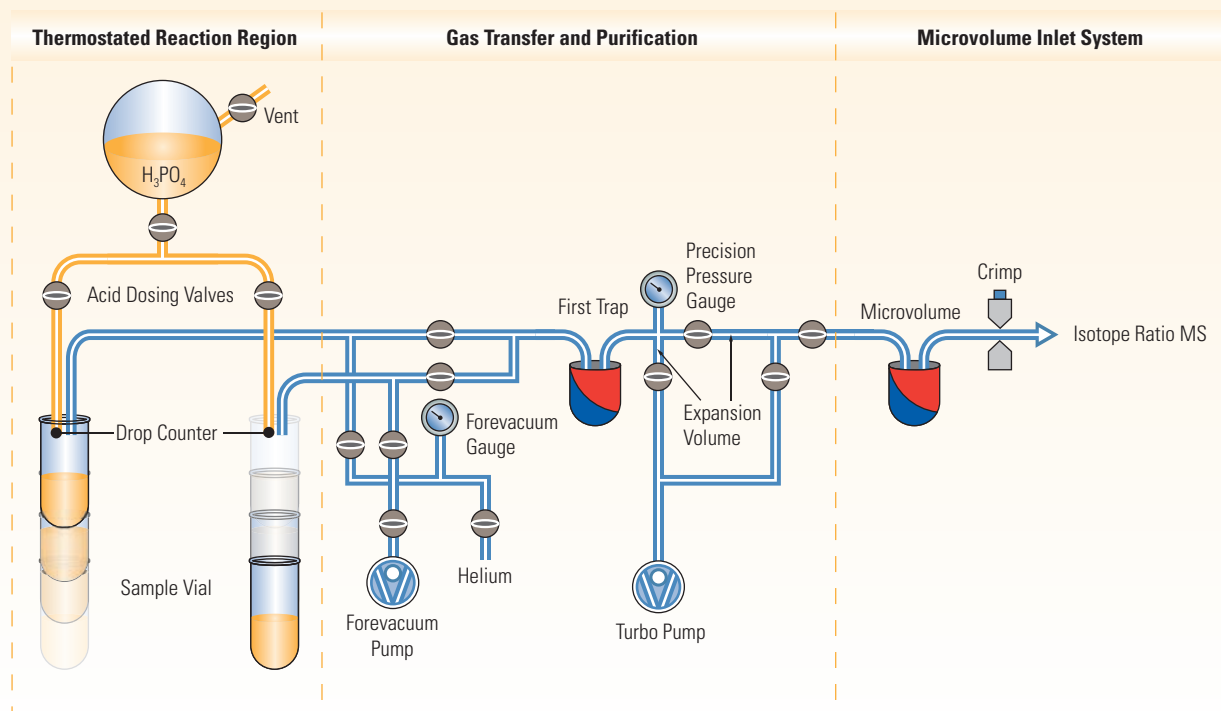 Thermostated Reaction Region
Gas Transfer and Purification
Microvolume Inlet System
Vent
H₃PO₄
Acid Dosing Valves
Drop Counter
Sample Vial
Forevacuum
Gauge
Helium
Forevacuum
Pump
First Trap
Precision
Pressure
Gauge
Expansion
Volume
Turbo Pump
Microvolume
Crimp
Isotope Ratio MS